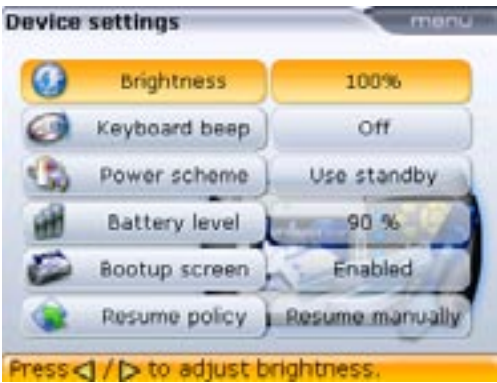 Device settings menu
Brightness 100%
Keyboard beep Off
Power scheme Use standby
Battery level 90 %
Bootup screen Enabled
Resume policy Resume manually
Press ◁ / ▷ to adjust brightness.